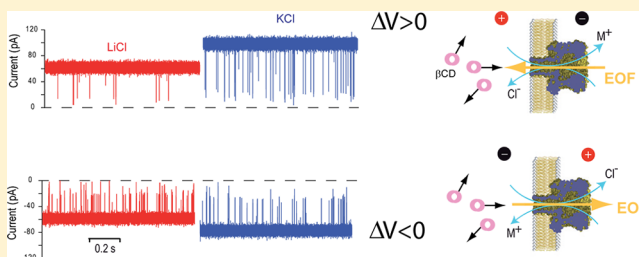 LiCl KCl
Current (pA)
120
80
40
0
ΔV>0
+ −
M⁺
βCD
Cl⁻
EOF
Current (pA)
0
-40
-80
-120
0.2 s
ΔV<0
− +
Cl⁻
M⁺
EO